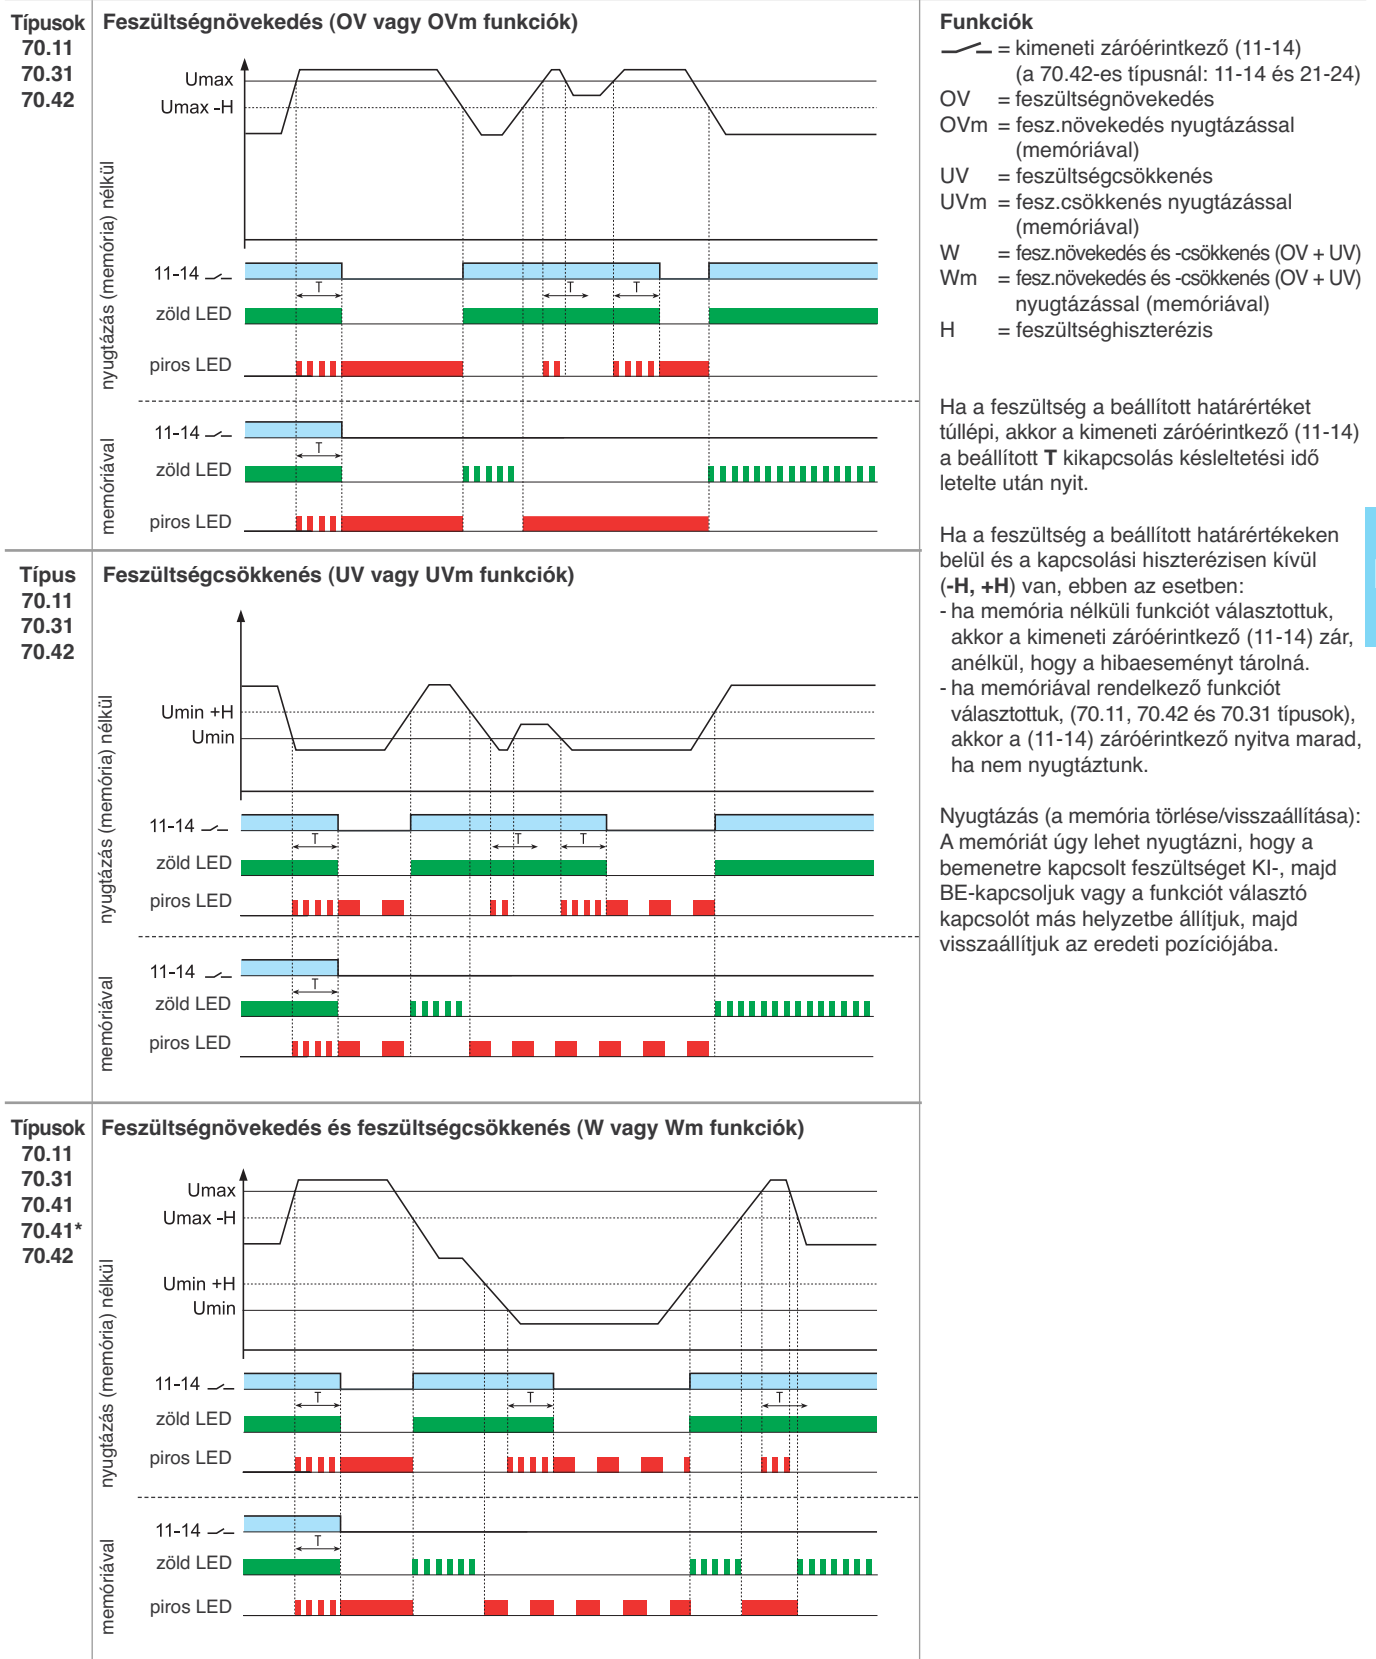 Típusok
70.11
70.31
70.42
Feszültségnövekedés (OV vagy OVm funkciók)
Umax
Umax -H
nyugtázás (memória) nélkül
11-14
T
T
T
zöld LED
piros LED
memóriával
11-14
T
zöld LED
piros LED
Típus
70.11
70.31
70.42
Feszültségcsökkenés (UV vagy UVm funkciók)
Umin +H
Umin
nyugtázás (memória) nélkül
11-14
T
T
T
zöld LED
piros LED
memóriával
11-14
T
zöld LED
piros LED
Típusok
70.11
70.31
70.41
70.41*
70.42
Feszültségnövekedés és feszültségcsökkenés (W vagy Wm funkciók)
Umax
Umax -H
Umin +H
Umin
nyugtázás (memória) nélkül
11-14
T
T
T
zöld LED
piros LED
memóriával
11-14
T
zöld LED
piros LED
Funkciók
= kimeneti záróérintkező (11-14)
(a 70.42-es típusnál: 11-14 és 21-24)
OV = feszültségnövekedés
OVm = fesz.növekedés nyugtázással
(memóriával)
UV = feszültségcsökkenés
UVm = fesz.csökkenés nyugtázással
(memóriával)
W = fesz.növekedés és -csökkenés (OV + UV)
Wm = fesz.növekedés és -csökkenés (OV + UV)
nyugtázással (memóriával)
H = feszültséghiszterézis
Ha a feszültség a beállított határértéket
túllépi, akkor a kimeneti záróérintkező (11-14)
a beállított T kikapcsolás késleltetési idő
letelte után nyit.
Ha a feszültség a beállított határértékeken
belül és a kapcsolási hiszterézisen kívül
(-H, +H) van, ebben az esetben:
- ha memória nélküli funkciót választottuk,
akkor a kimeneti záróérintkező (11-14) zár,
anélkül, hogy a hibaeseményt tárolná.
- ha memóriával rendelkező funkciót
választottuk, (70.11, 70.42 és 70.31 típusok),
akkor a (11-14) záróérintkező nyitva marad,
ha nem nyugtáztunk.
Nyugtázás (a memória törlése/visszaállítása):
A memóriát úgy lehet nyugtázni, hogy a
bemenetre kapcsolt feszültséget KI-, majd
BE-kapcsoljuk vagy a funkciót választó
kapcsolót más helyzetbe állítjuk, majd
visszaállítjuk az eredeti pozíciójába.